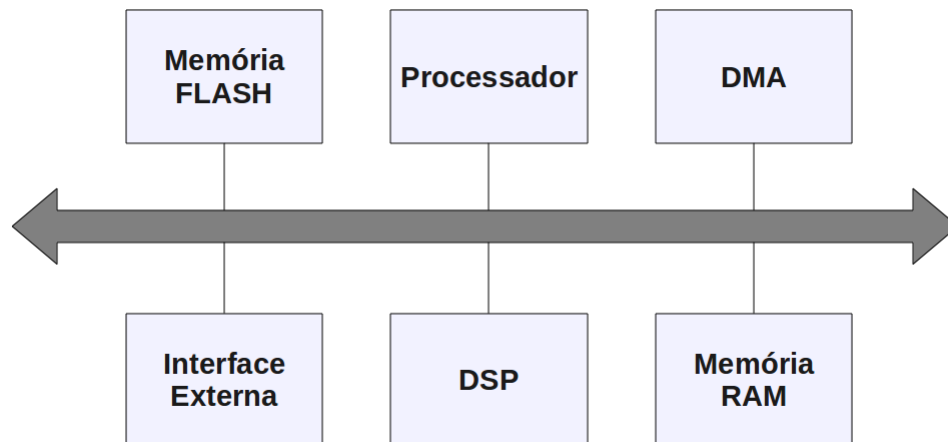 Memória
FLASH
Processador
DMA
Interface
Externa
DSP
Memória
RAM